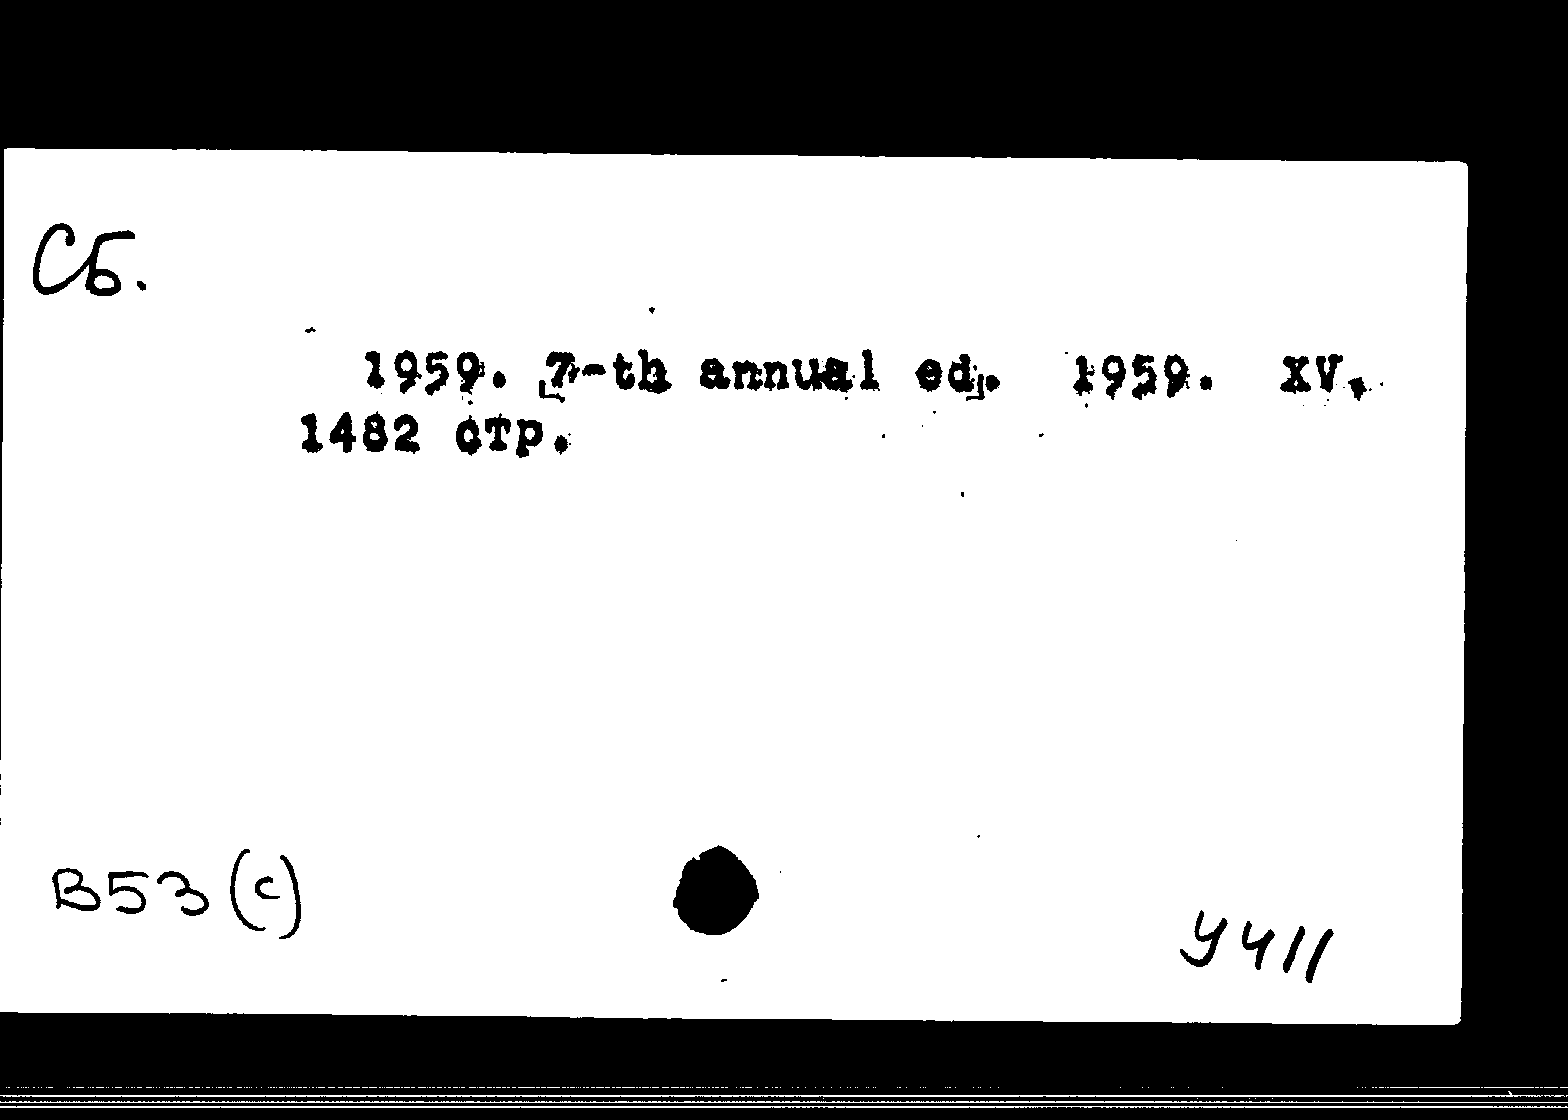 Сб.
1959. [7-th annual ed]. 1959. XV,
1482 стр.
В53(с)
У411